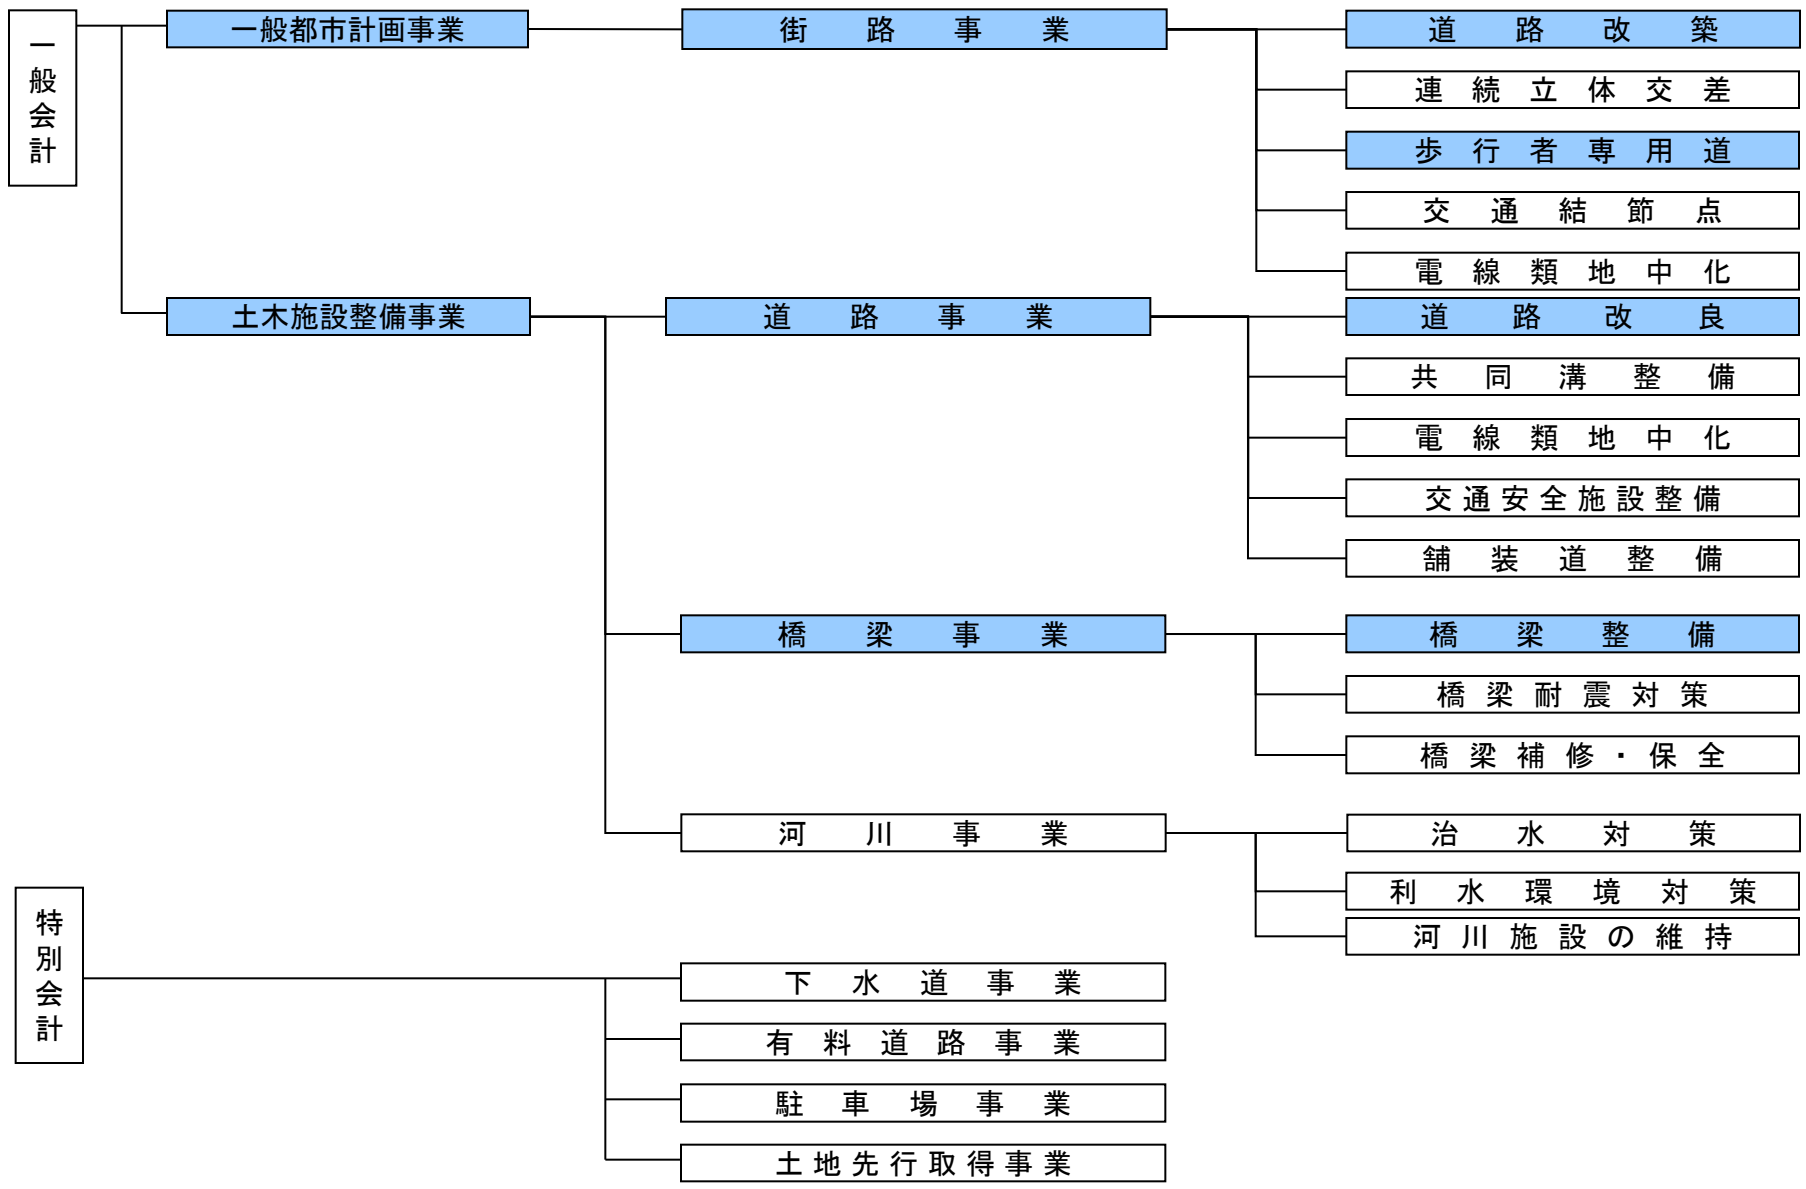 一般会計
一般都市計画事業
街路事業
道路改築
連続立体交差
歩行者専用道
交通結節点
電線類地中化
土木施設整備事業
道路事業
道路改良
共同溝整備
電線類地中化
交通安全施設整備
舗装道整備
橋梁事業
橋梁整備
橋梁耐震対策
橋梁補修・保全
河川事業
治水対策
利水環境対策
河川施設の維持
特別会計
下水道事業
有料道路事業
駐車場事業
土地先行取得事業